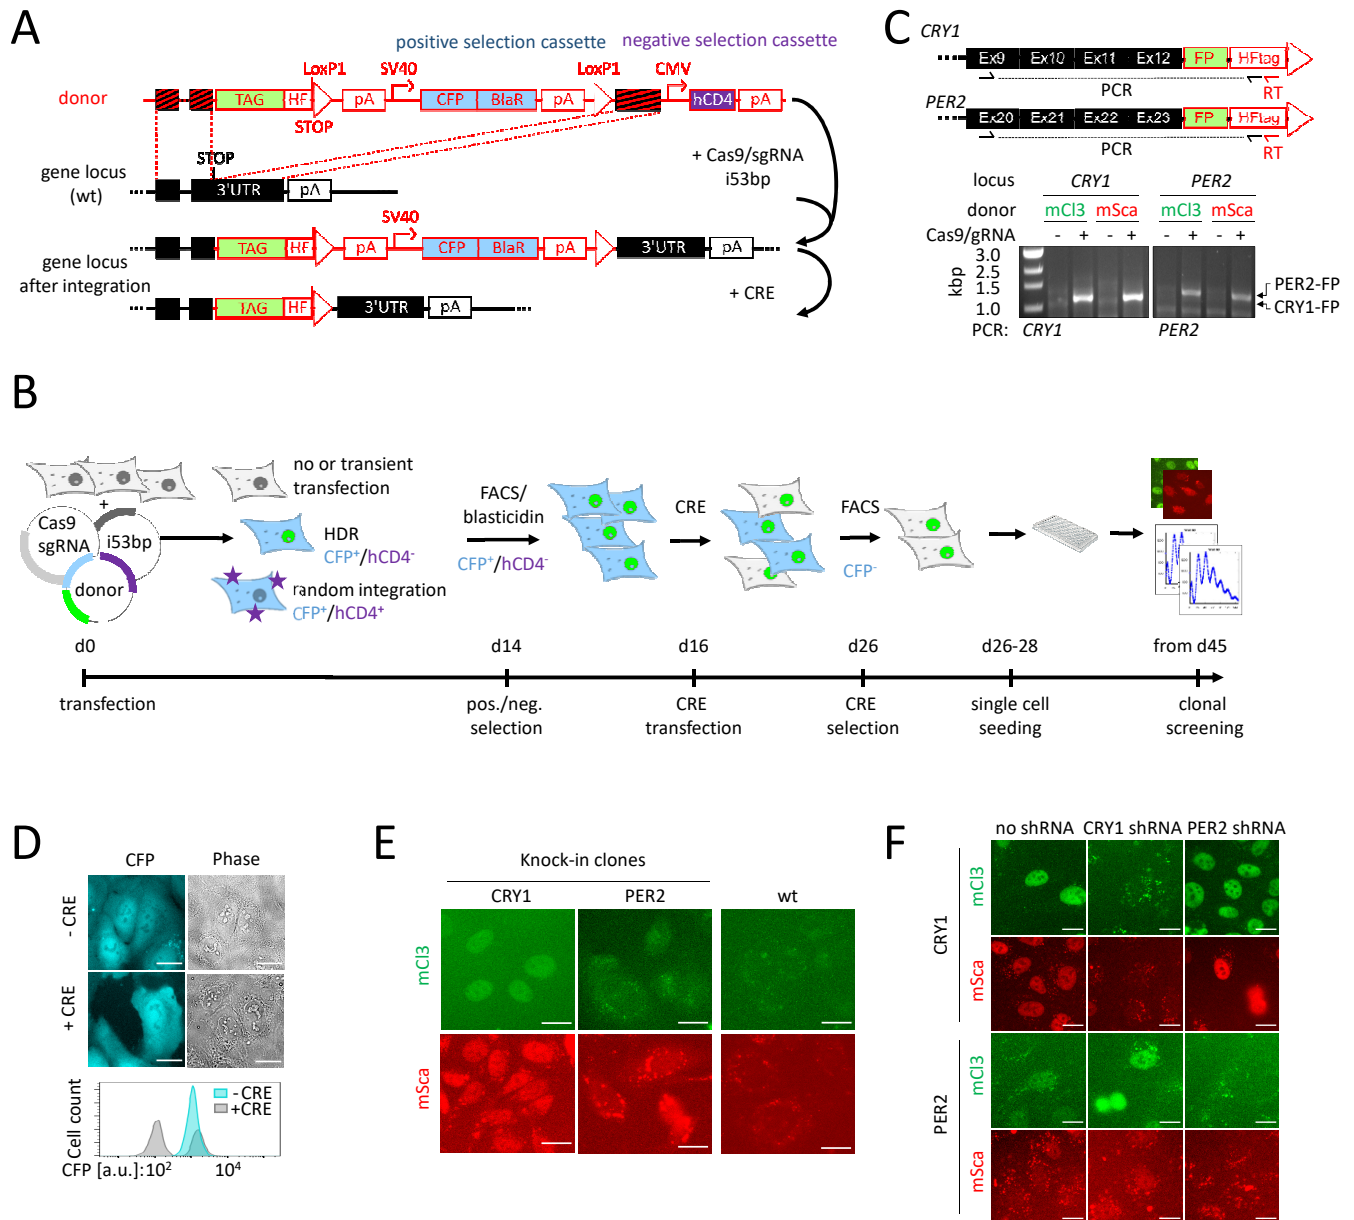 A
positive selection cassette
negative selection cassette
LoxP1
SV40
LoxP1
CMV
donor
TAG
HF
pA
CFP
BlaR
pA
hCD4
pA
STOP
STOP
gene locus
(wt)
3'UTR
pA
+ Cas9/sgRNA
i53bp
SV40
TAG
HF
pA
CFP
BlaR
pA
3'UTR
pA
gene locus
after integration
+ CRE
TAG
HF
3'UTR
pA
C
CRY1
Ex9
Ex10
Ex11
Ex12
FP
HFtag
PCR
RT
PER2
Ex20
Ex21
Ex22
Ex23
FP
HFtag
PCR
RT
locus
CRY1
PER2
donor
mCl3
mSca
mCl3
mSca
Cas9/gRNA
- + - + - + - +
kbp
3.0
2.5
1.5
1.0
PER2-FP
CRY1-FP
PCR:
CRY1
PER2
B
+
Cas9
sgRNA
i53bp
donor
no or transient
transfection
HDR
CFP+/hCD4-
random integration
CFP+/hCD4+
FACS/
blasticidin
CFP+/hCD4-
CRE
FACS
CFP-
d0
d14
d16
d26
d26-28
from d45
transfection
pos./neg.
selection
CRE
transfection
CRE
selection
single cell
seeding
clonal
screening
D
CFP
Phase
- CRE
+ CRE
Cell count
- CRE
+CRE
CFP [a.u.]:
10²
10⁴
E
Knock-in clones
CRY1
PER2
wt
mCl3
mSca
F
no shRNA
CRY1 shRNA
PER2 shRNA
CRY1
mCl3
mSca
PER2
mCl3
mSca